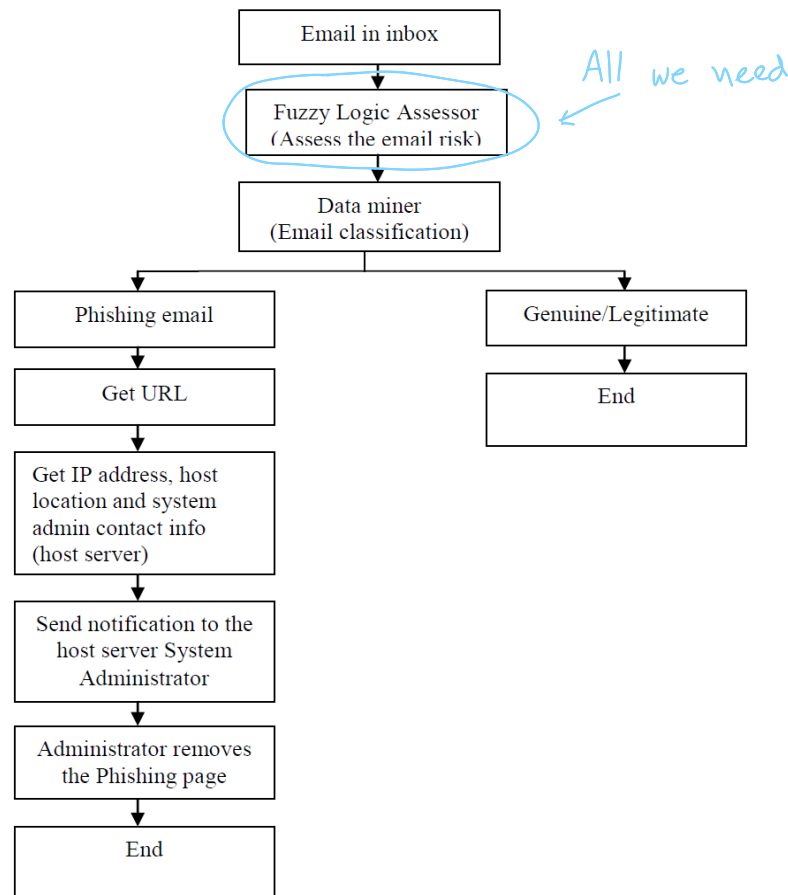 Email in inbox
All we need
Fuzzy Logic Assessor
(Assess the email risk)
Data miner
(Email classification)
Phishing email
Genuine/Legitimate
Get URL
End
Get IP address, host
location and system
admin contact info
(host server)
Send notification to the
host server System
Administrator
Administrator removes
the Phishing page
End